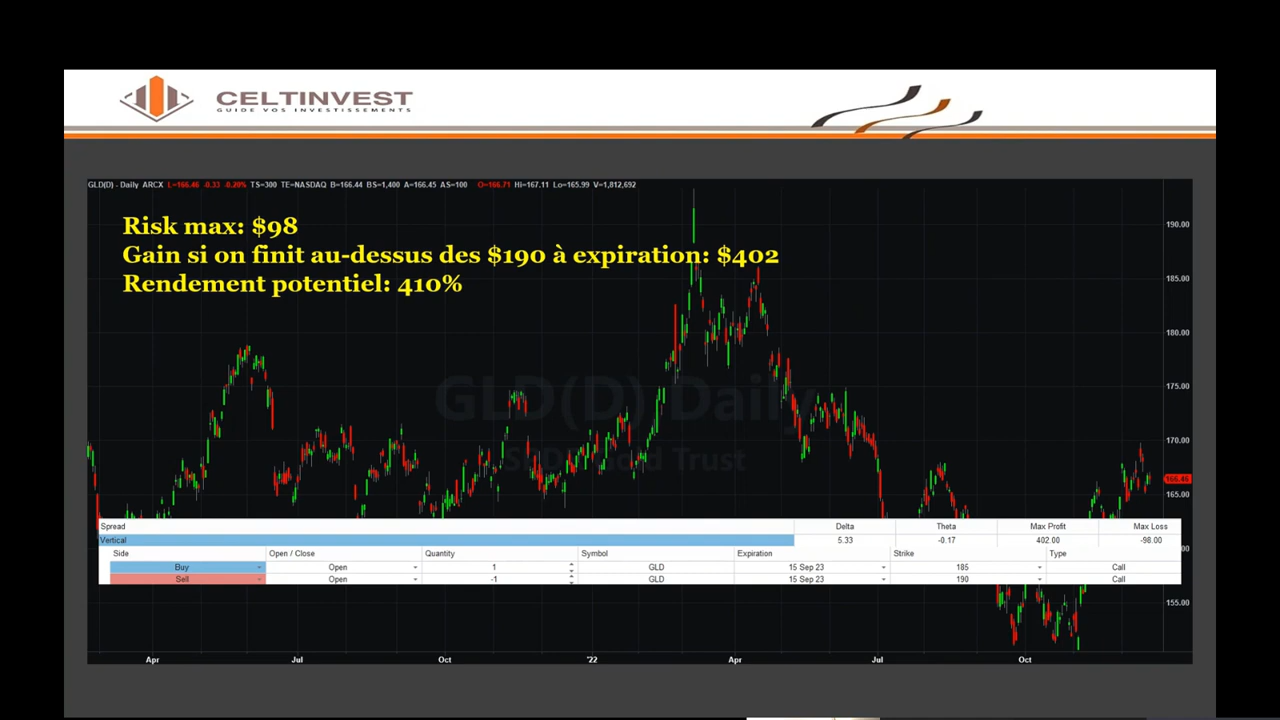 CELTINVEST
GUIDE VOS INVESTISSEMENTS
GLD(D) - Daily ARCX L=166.46 -0.33 -0.20% TS=300 TE=NASDAQ B=166.44 BS=1,400 A=166.45 AS=100 O=166.71 Hi=167.11 Lo=165.99 V=1,812,692
Risk max: $98
Gain si on finit au-dessus des $190 à expiration: $402
Rendement potentiel: 410%
190.00
185.00
180.00
175.00
GLD(D) Daily
170.00
Gold Trust
166.46
165.00
Spread Delta Theta Max Profit Max Loss
Vertical 5.33 -0.17 402.00 -98.00
Side Open / Close Quantity Symbol Expiration Strike Type
Buy Open 1 GLD 15 Sep 23 185 Call
Sell Open -1 GLD 15 Sep 23 190 Call
155.00
Apr Jul Oct '22 Apr Jul Oct